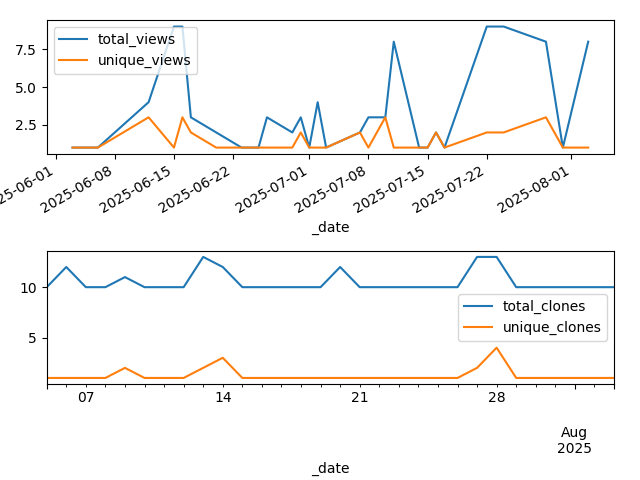 total_views
unique_views
7.5
5.0
2.5
25-06-01
2025-06-08
2025-06-15
2025-06-22
2025-07-01
2025-07-08
2025-07-15
2025-07-22
2025-08-01
_date
10
5
total_clones
unique_clones
07 14 21 28
Aug
2025
_date